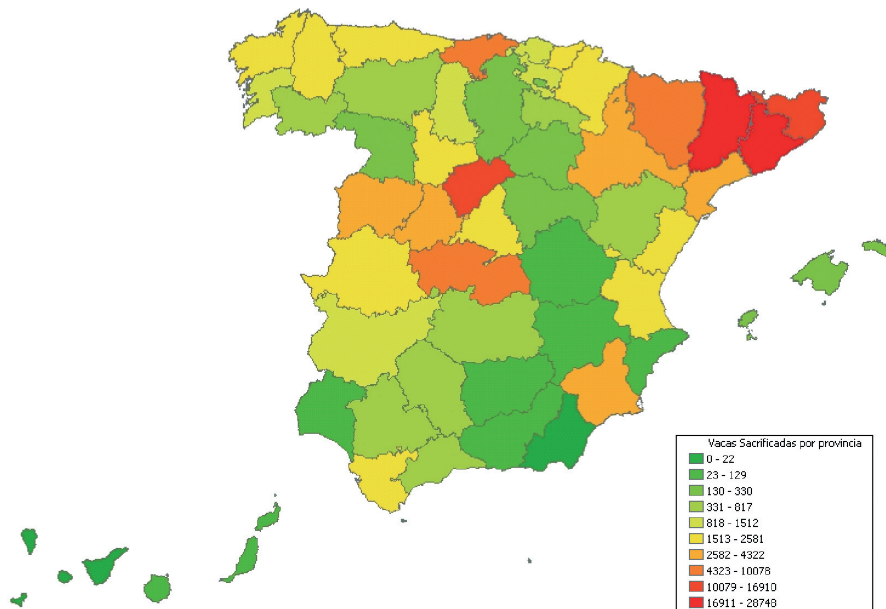 Vacas Sacrificadas por provincia
0 - 22
23 - 129
130 - 330
331 - 817
818 - 1512
1513 - 2581
2582 - 4322
4323 - 10078
10079 - 16910
16911 - 28748